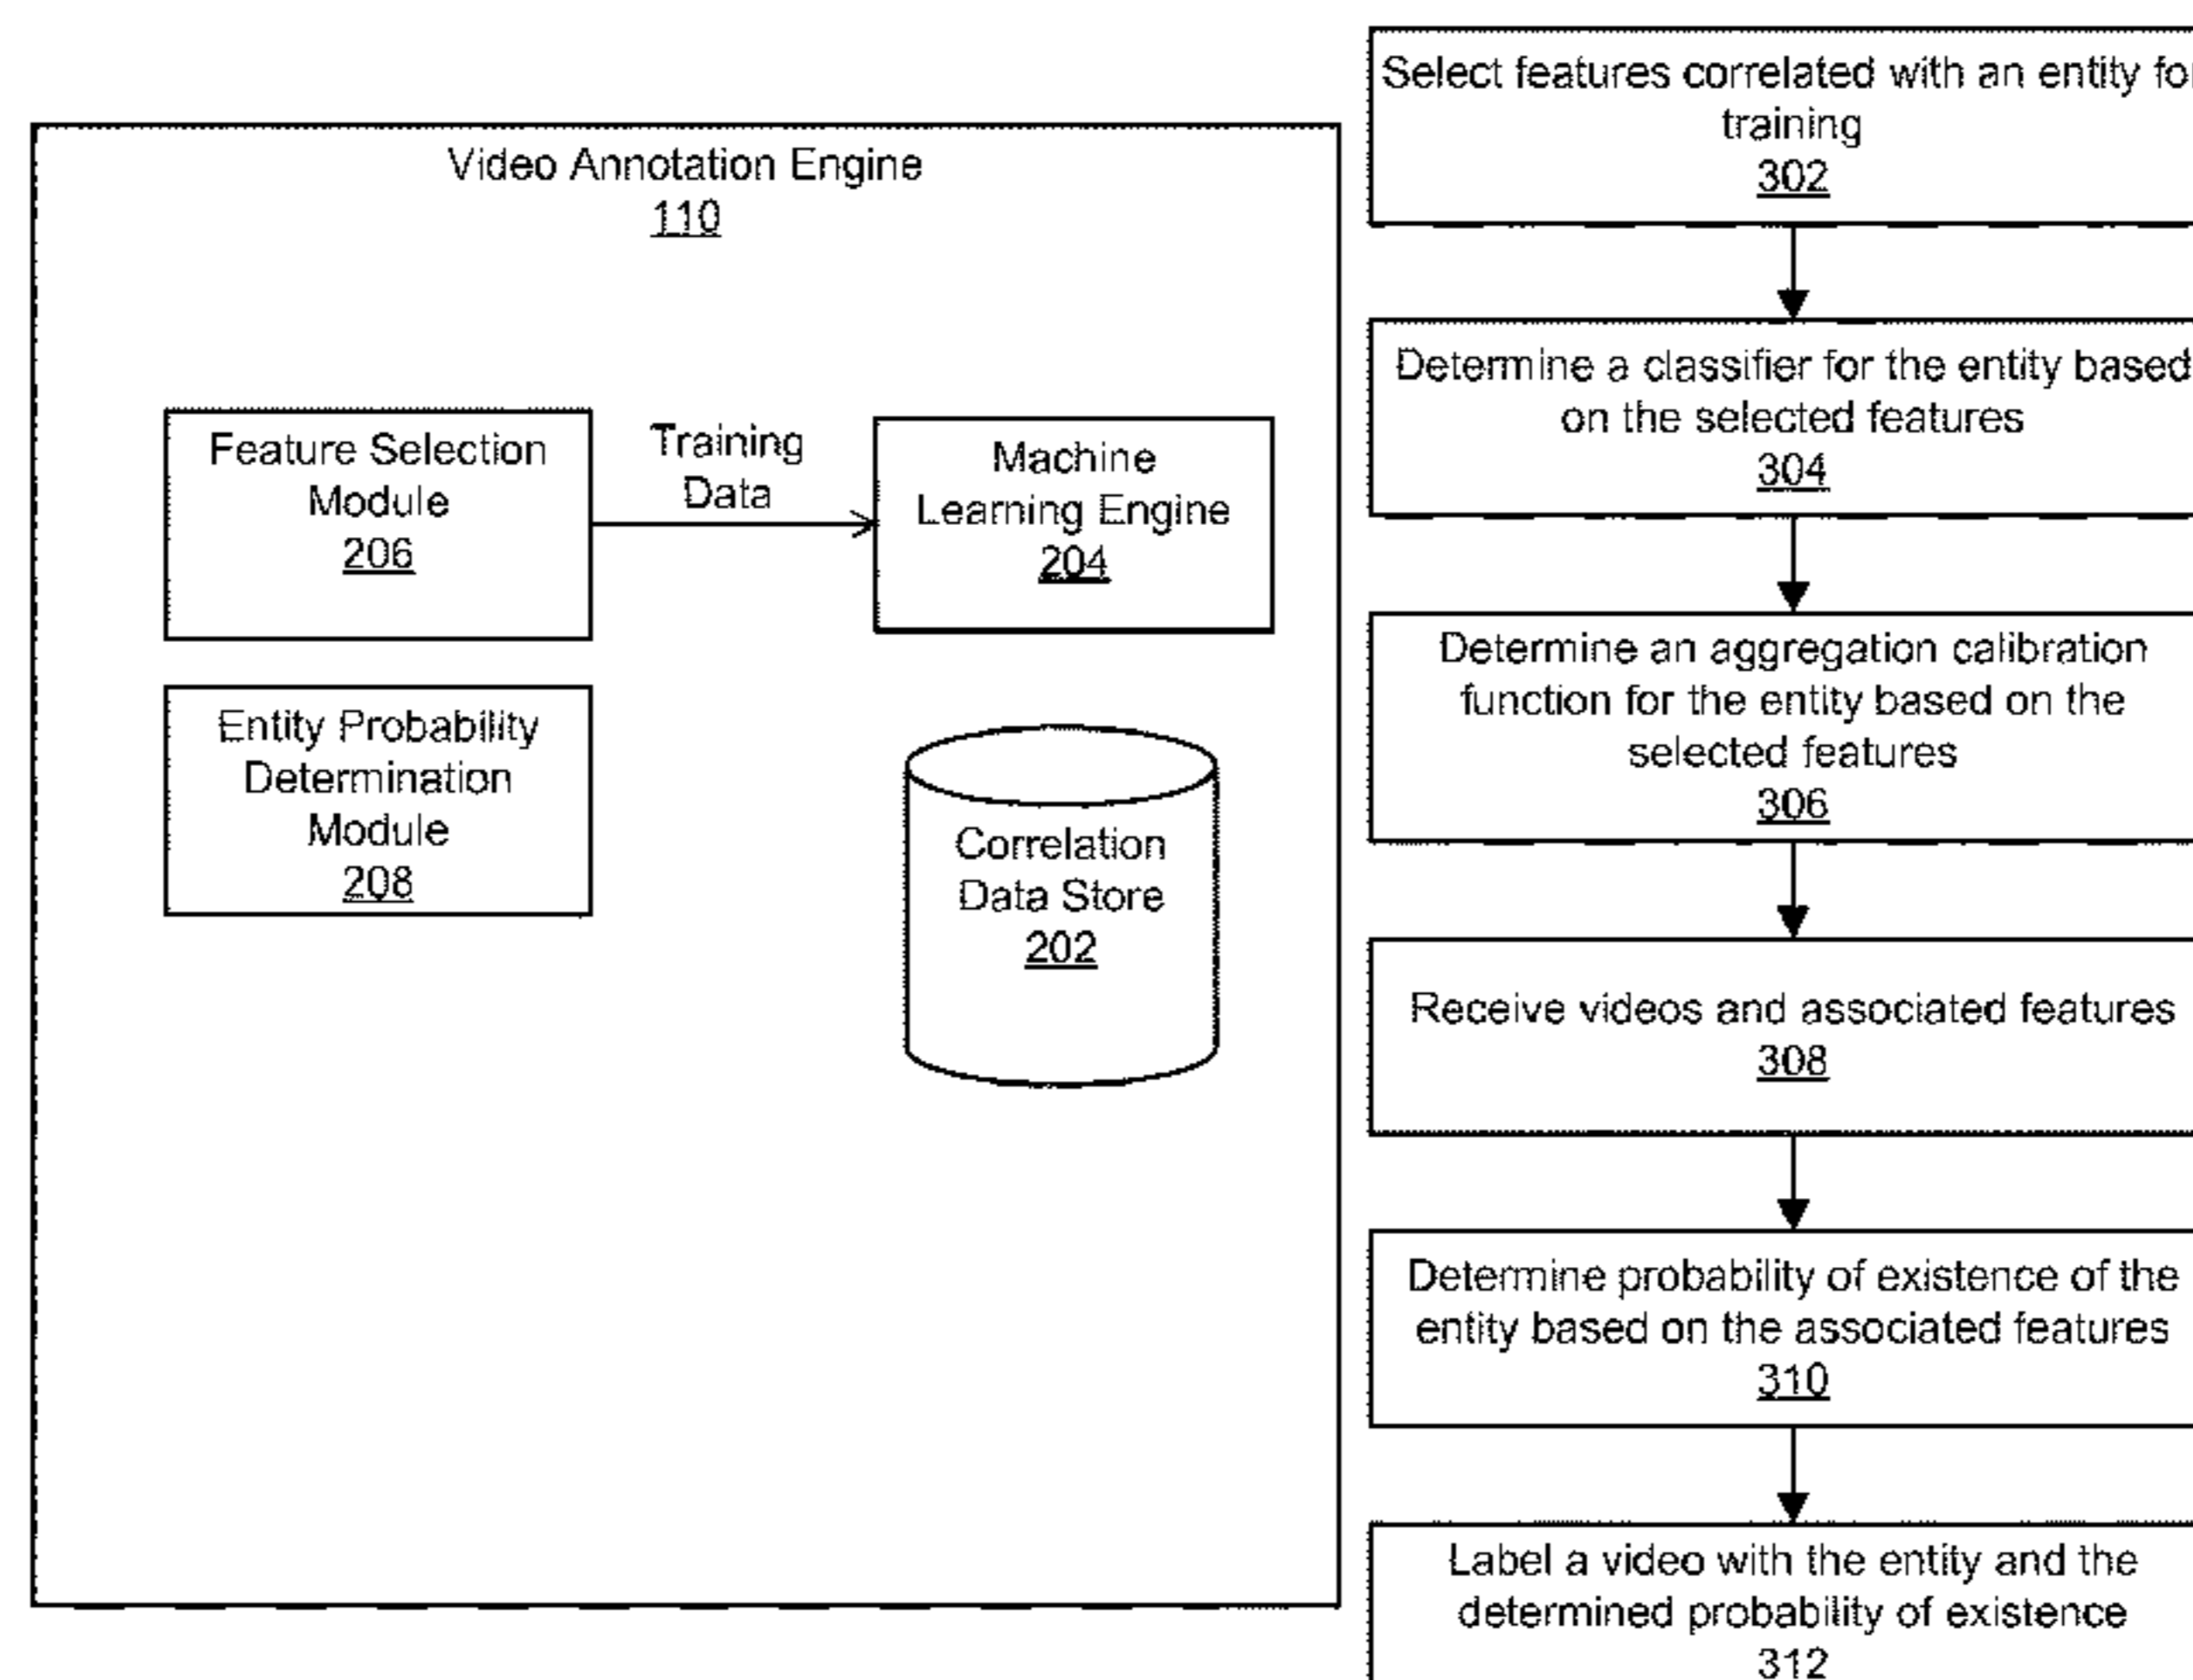 Video Annotation Engine
110
Feature Selection
Module
206
Training
Data
Machine
Learning Engine
204
Entity Probability
Determination
Module
208
Correlation
Data Store
202
Select features correlated with an entity for
training
302
Determine a classifier for the entity based
on the selected features
304
Determine an aggregation calibration
function for the entity based on the
selected features
306
Receive videos and associated features
308
Determine probability of existence of the
entity based on the associated features
310
Label a video with the entity and the
determined probability of existence
312